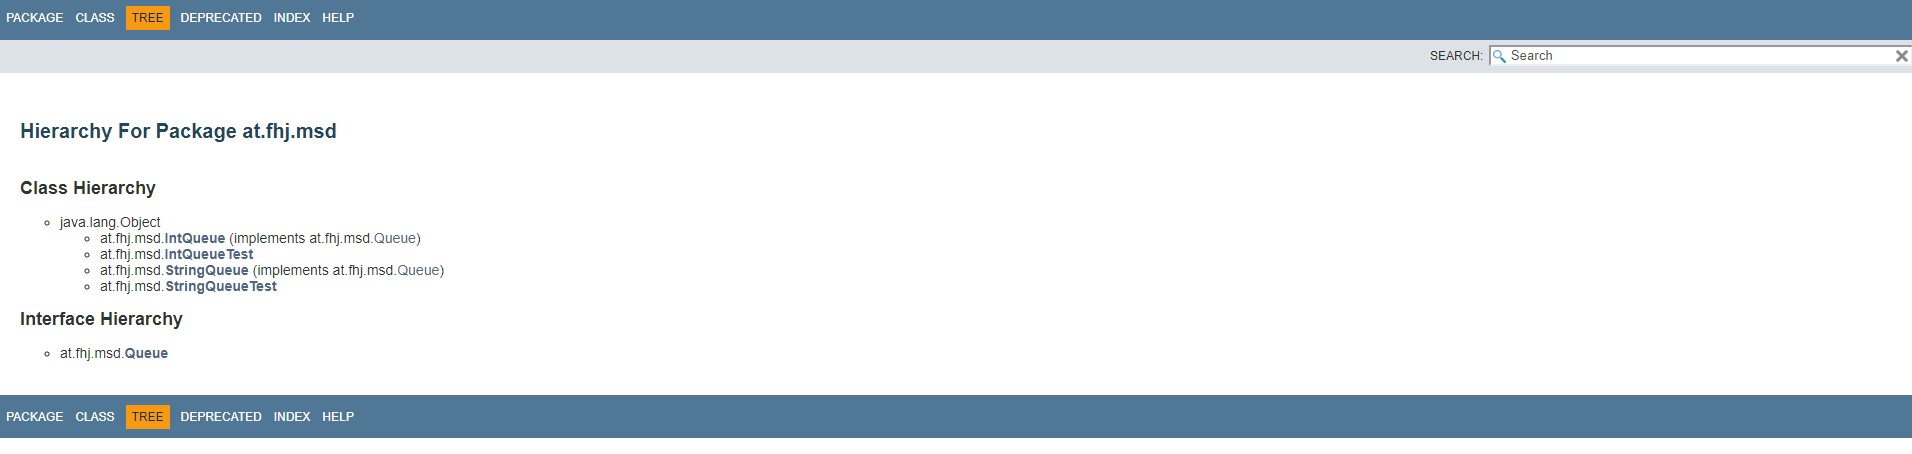 PACKAGE CLASS TREE DEPRECATED INDEX HELP
SEARCH: Search
Hierarchy For Package at.fhj.msd
Class Hierarchy
java.lang.Object
at.fhj.msd.IntQueue (implements at.fhj.msd.Queue)
at.fhj.msd.IntQueueTest
at.fhj.msd.StringQueue (implements at.fhj.msd.Queue)
at.fhj.msd.StringQueueTest
Interface Hierarchy
at.fhj.msd.Queue
PACKAGE CLASS TREE DEPRECATED INDEX HELP